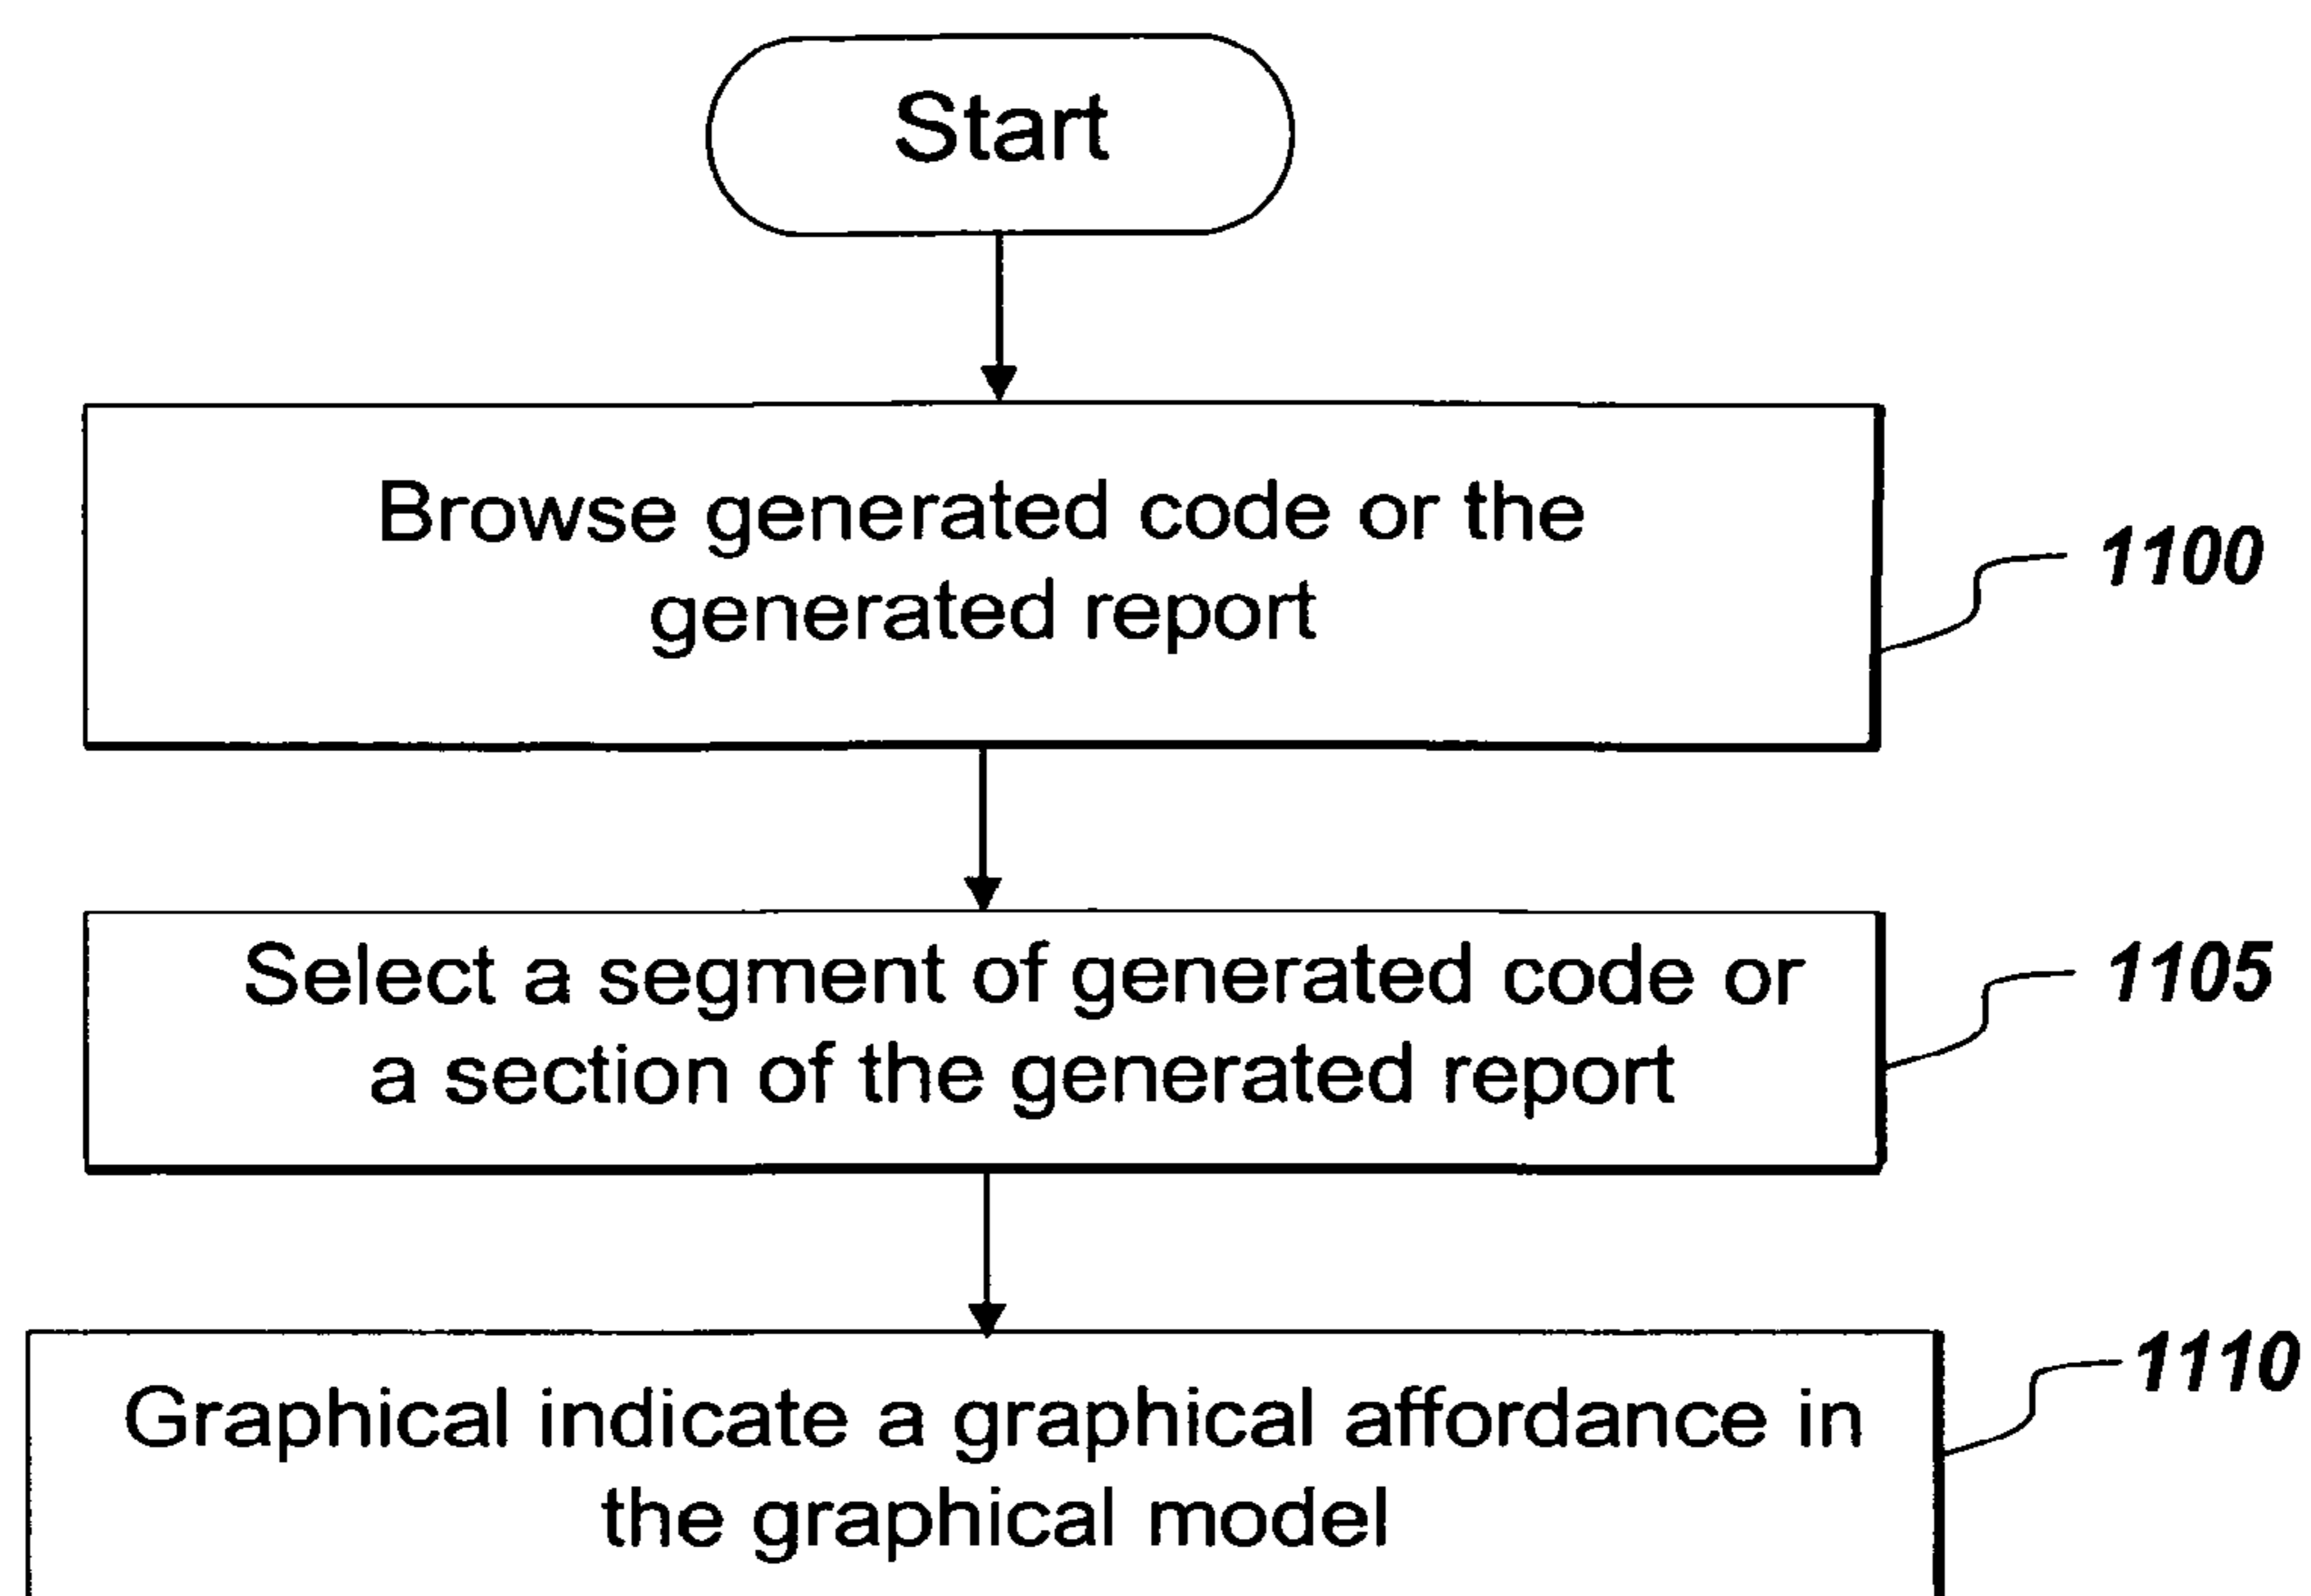 Start
Browse generated code or the
generated report
1100
Select a segment of generated code or
a section of the generated report
1105
Graphical indicate a graphical affordance in
the graphical model
1110